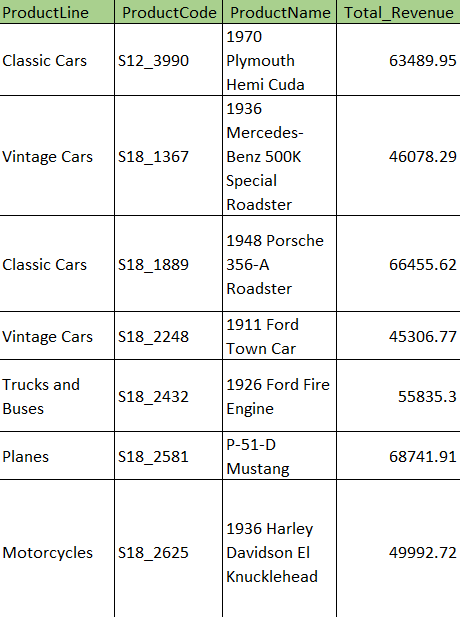 ProductLine ProductCode ProductName Total_Revenue
1970
Plymouth
Classic Cars S12_3990 63489.95
Hemi Cuda
1936
Mercedes-
Vintage Cars S18_1367 Benz 500K 46078.29
Special
Roadster
1948 Porsche
Classic Cars S18_1889 356-A 66455.62
Roadster
1911 Ford
Vintage Cars S18_2248 45306.77
Town Car
Trucks and 1926 Ford Fire
Buses S18_2432 Engine 55835.3
P-51-D
Planes S18_2581 68741.91
Mustang
1936 Harley
Motorcycles S18_2625 Davidson El 49992.72
Knucklehead